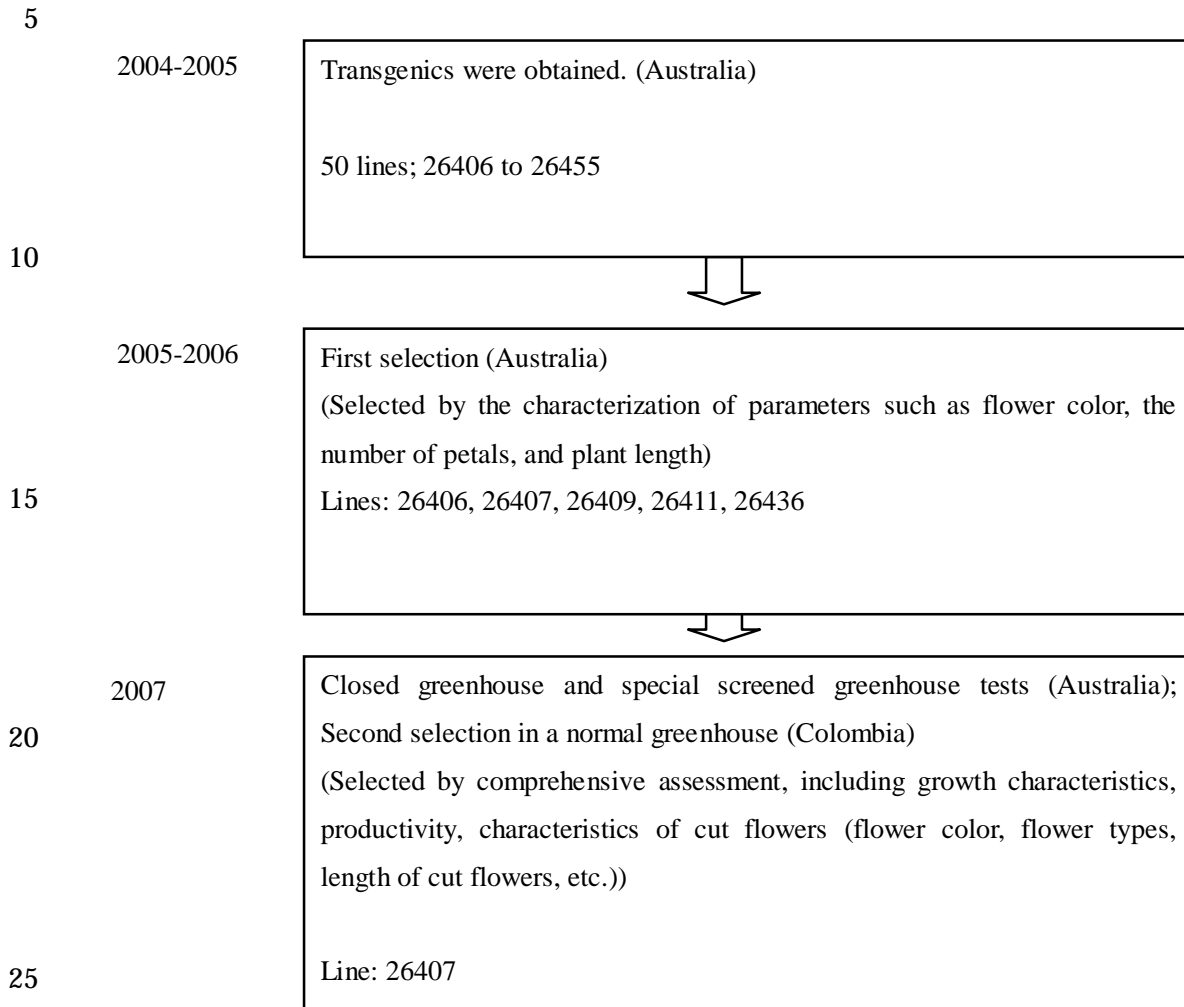 5
2004-2005
Transgenics were obtained. (Australia)
50 lines; 26406 to 26455
10
2005-2006
First selection (Australia)
(Selected by the characterization of parameters such as flower color, the
number of petals, and plant length)
15
Lines: 26406, 26407, 26409, 26411, 26436
2007
Closed greenhouse and special screened greenhouse tests (Australia);
20
Second selection in a normal greenhouse (Colombia)
(Selected by comprehensive assessment, including growth characteristics,
productivity, characteristics of cut flowers (flower color, flower types,
length of cut flowers, etc.))
25
Line: 26407